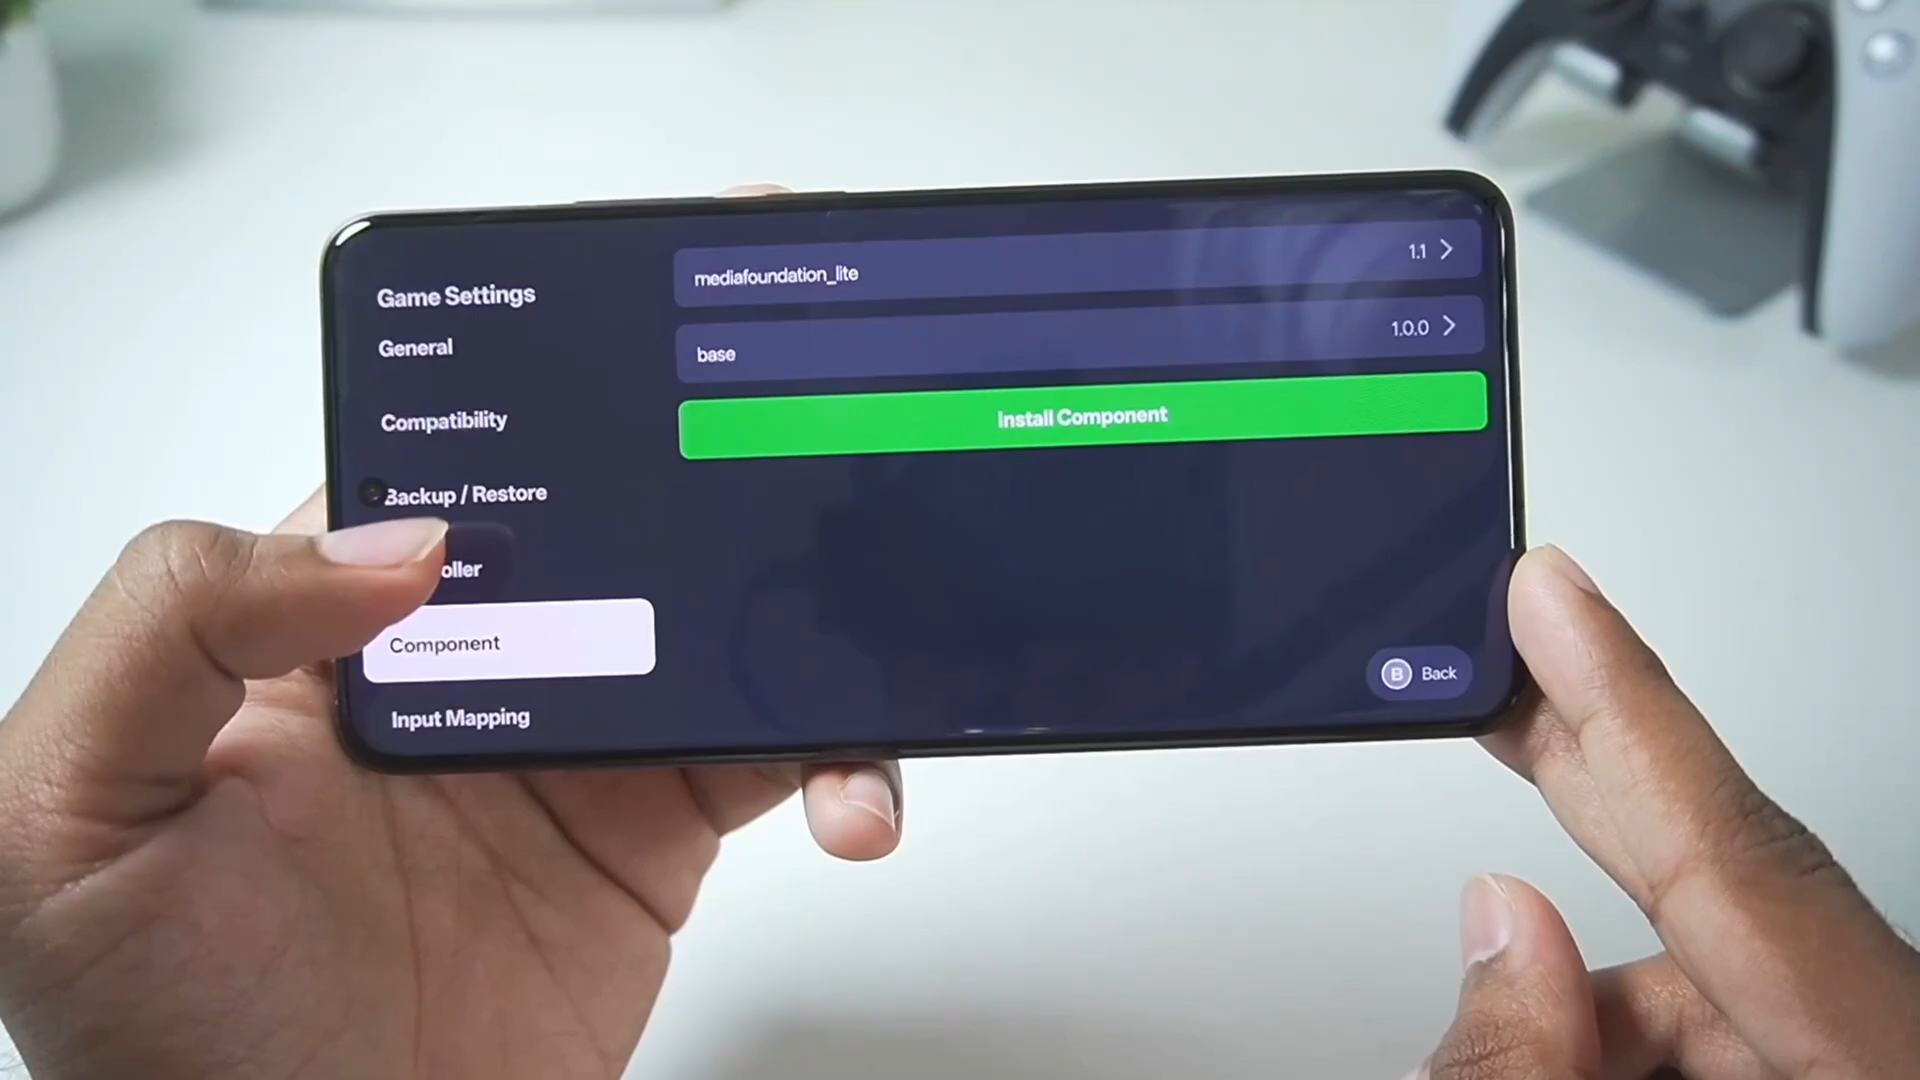 Game Settings
General
Compatibility
Backup / Restore
oller
Component
Input Mapping
mediafoundation_lite
1.1
base
1.0.0
Install Component
B Back